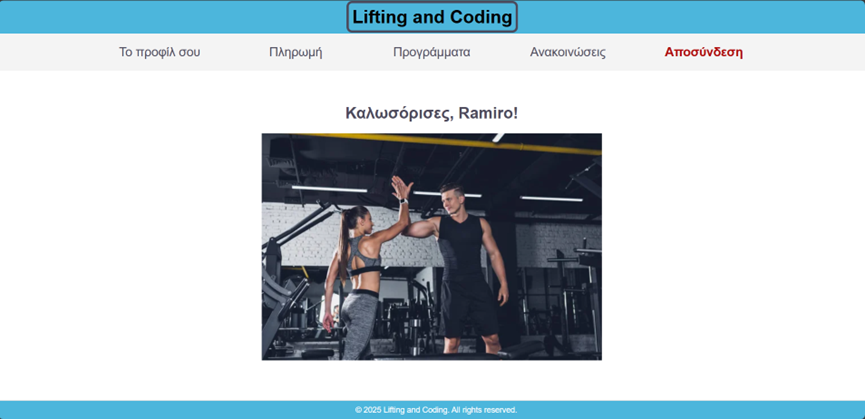 Lifting and Coding
Το προφίλ σου Πληρωμή Προγράμματα Ανακοινώσεις Αποσύνδεση
Καλωσόρισες, Ramiro!
© 2025 Lifting and Coding. All rights reserved.